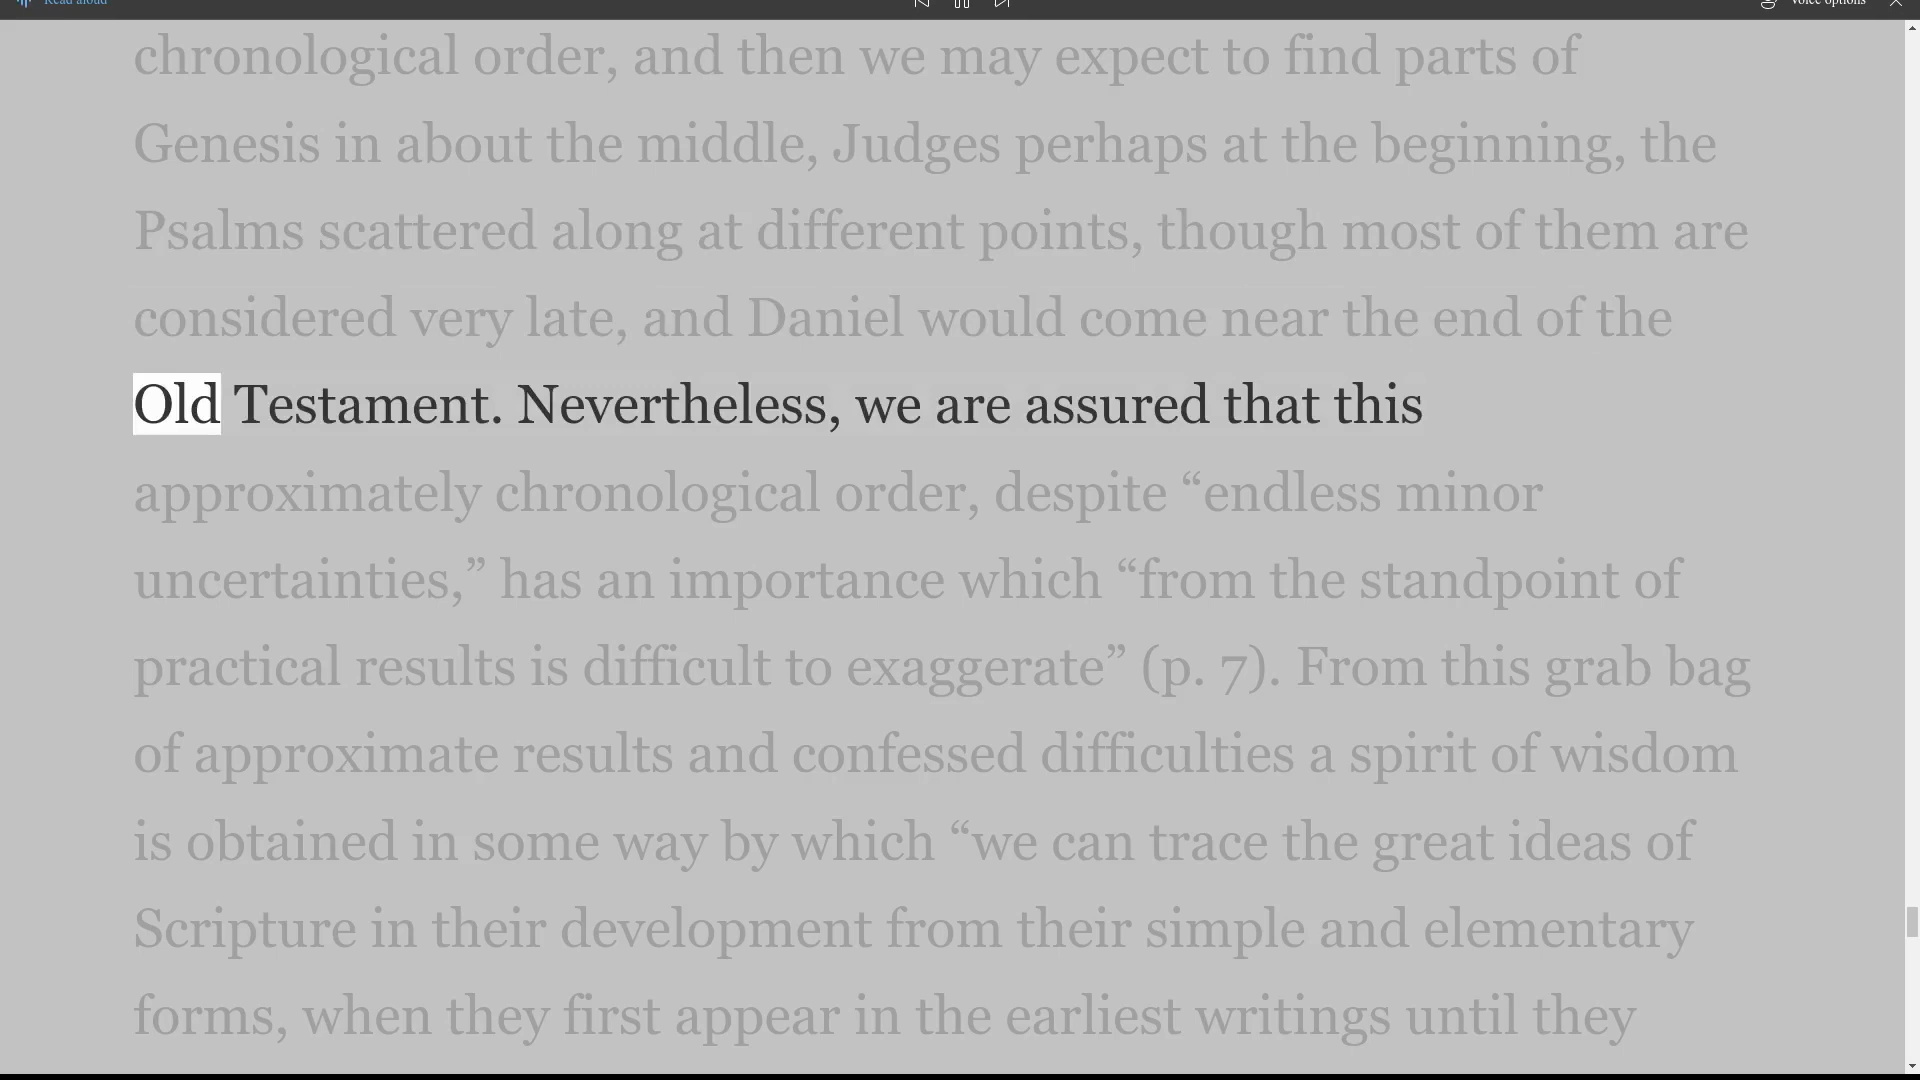 Read aloud
Voice options
chronological order, and then we may expect to find parts of
Genesis in about the middle, Judges perhaps at the beginning, the
Psalms scattered along at different points, though most of them are
considered very late, and Daniel would come near the end of the
Old Testament. Nevertheless, we are assured that this
approximately chronological order, despite “endless minor
uncertainties,” has an importance which “from the standpoint of
practical results is difficult to exaggerate” (p. 7). From this grab bag
of approximate results and confessed difficulties a spirit of wisdom
is obtained in some way by which “we can trace the great ideas of
Scripture in their development from their simple and elementary
forms, when they first appear in the earliest writings until they